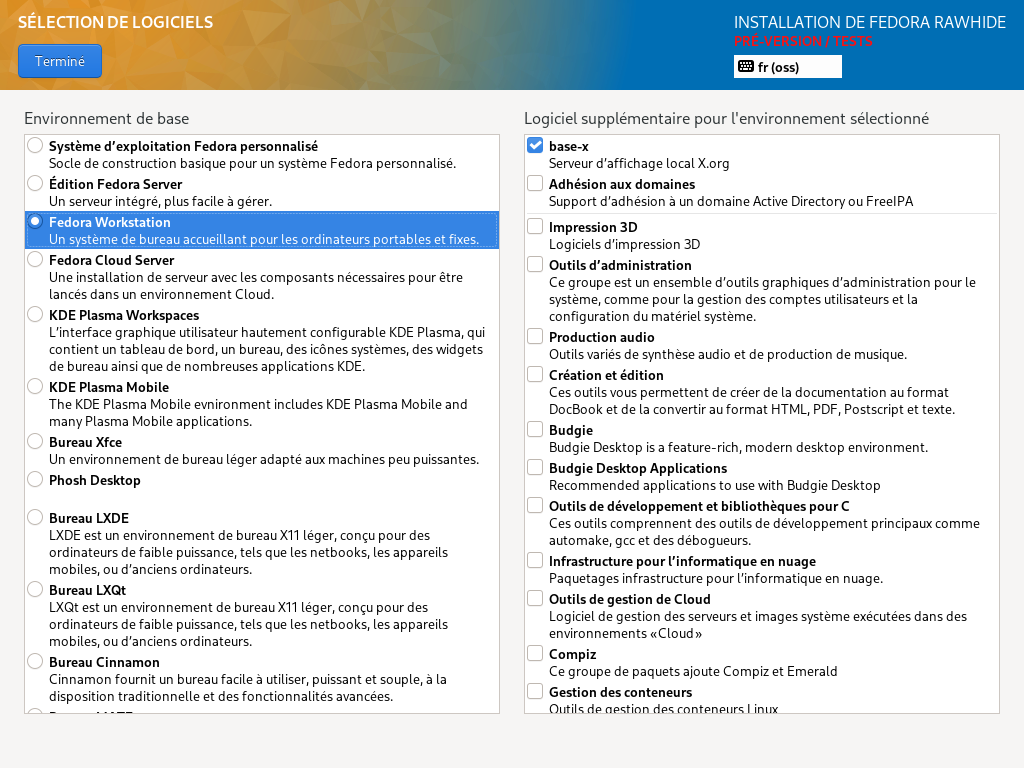 SÉLECTION DE LOGICIELS
Terminé
INSTALLATION DE FEDORA RAWHIDE
PRÉ-VERSION / TESTS
fr (oss)
Environnement de base
Système d’exploitation Fedora personnalisé
Socle de construction basique pour un système Fedora personnalisé.
Édition Fedora Server
Un serveur intégré, plus facile à gérer.
Fedora Workstation
Un système de bureau accueillant pour les ordinateurs portables et fixes.
Fedora Cloud Server
Une installation de serveur avec les composants nécessaires pour être
lancés dans un environnement Cloud.
KDE Plasma Workspaces
L’interface graphique utilisateur hautement configurable KDE Plasma, qui
contient un tableau de bord, un bureau, des icônes systèmes, des widgets
de bureau ainsi que de nombreuses applications KDE.
KDE Plasma Mobile
The KDE Plasma Mobile evnironment includes KDE Plasma Mobile and
many Plasma Mobile applications.
Bureau Xfce
Un environnement de bureau léger adapté aux machines peu puissantes.
Phosh Desktop
Bureau LXDE
LXDE est un environnement de bureau X11 léger, conçu pour des
ordinateurs de faible puissance, tels que les netbooks, les appareils
mobiles, ou d’anciens ordinateurs.
Bureau LXQt
LXQt est un environnement de bureau X11 léger, conçu pour des
ordinateurs de faible puissance, tels que les netbooks, les appareils
mobiles, ou d’anciens ordinateurs.
Bureau Cinnamon
Cinnamon fournit un bureau facile à utiliser, puissant et souple, à la
disposition traditionnelle et des fonctionnalités avancées.
Logiciel supplémentaire pour l'environnement sélectionné
base-x
Serveur d’affichage local X.org
Adhésion aux domaines
Support d’adhésion à un domaine Active Directory ou FreeIPA
Impression 3D
Logiciels d’impression 3D
Outils d’administration
Ce groupe est un ensemble d’outils graphiques d’administration pour le
système, comme pour la gestion des comptes utilisateurs et la
configuration du matériel système.
Production audio
Outils variés de synthèse audio et de production de musique.
Création et édition
Ces outils vous permettent de créer de la documentation au format
DocBook et de la convertir au format HTML, PDF, Postscript et texte.
Budgie
Budgie Desktop is a feature-rich, modern desktop environment.
Budgie Desktop Applications
Recommended applications to use with Budgie Desktop
Outils de développement et bibliothèques pour C
Ces outils comprennent des outils de développement principaux comme
automake, gcc et des débogueurs.
Infrastructure pour l’informatique en nuage
Paquetages infrastructure pour l’informatique en nuage.
Outils de gestion de Cloud
Logiciel de gestion des serveurs et images système exécutées dans des
environnements « Cloud »
Compiz
Ce groupe de paquets ajoute Compiz et Emerald
Gestion des conteneurs
Outils de gestion des conteneurs Linux